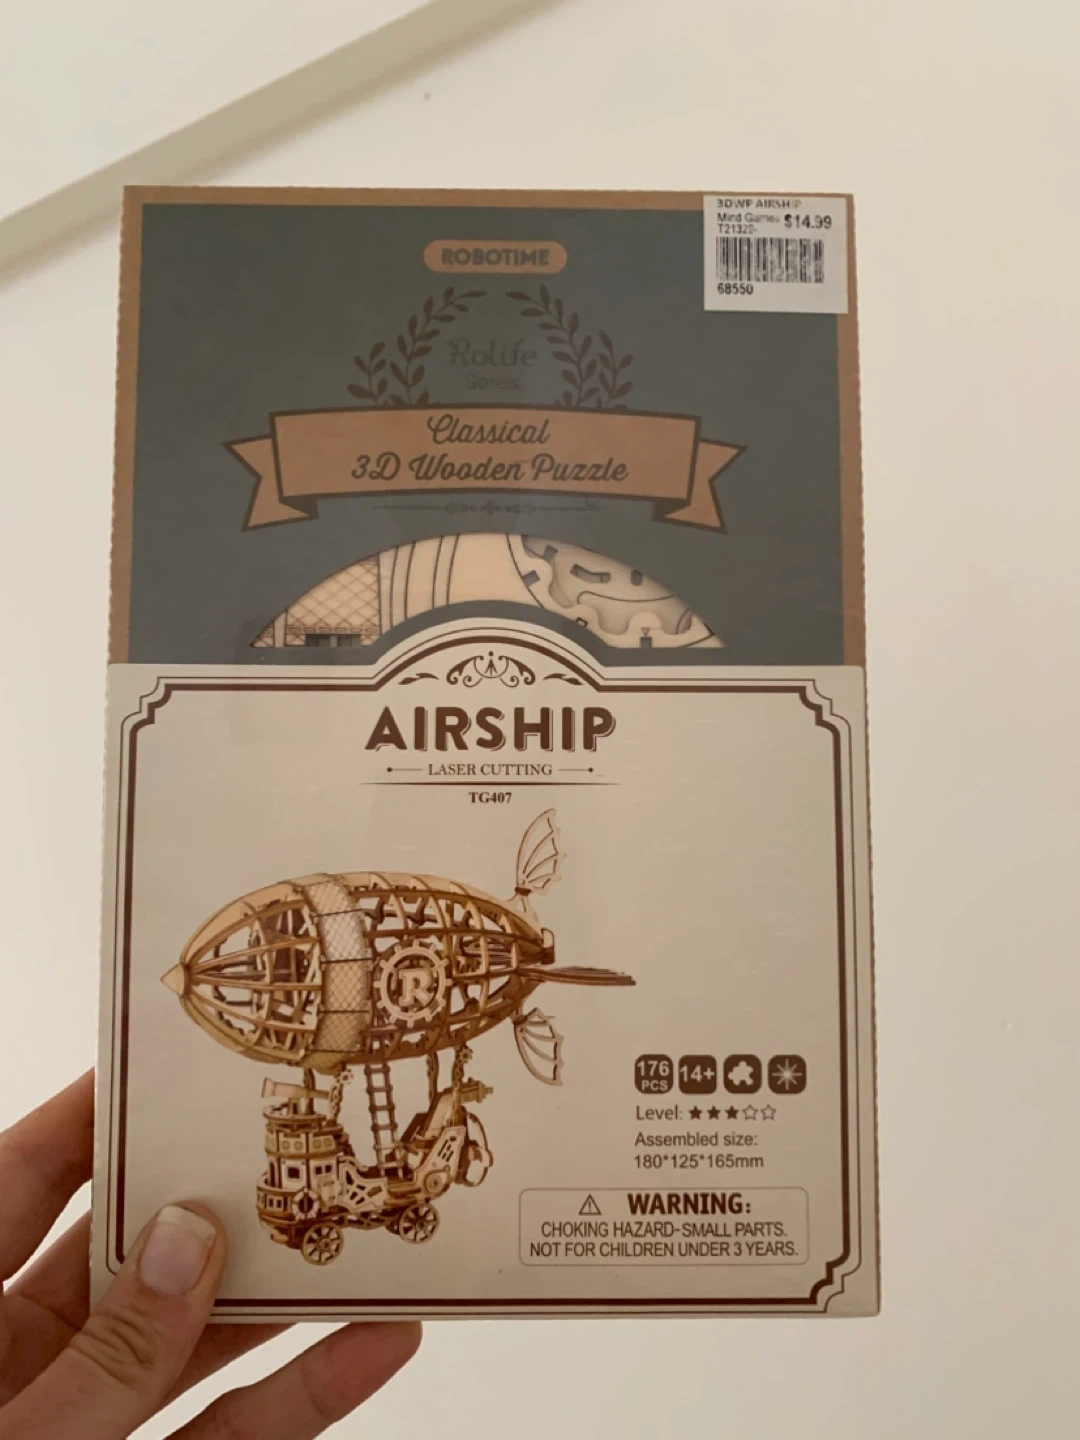 3DWP AIRSHIP
Mind Games $14.99
68550
ROBOTIME
Rolife
Series
Classical
3D Wooden Puzzle
AIRSHIP
LASER CUTTING
TG407
R
176 PCS 14+
Level: ★★★☆☆
Assembled size:
180*125*165mm
WARNING:
CHOKING HAZARD-SMALL PARTS.
NOT FOR CHILDREN UNDER 3 YEARS.